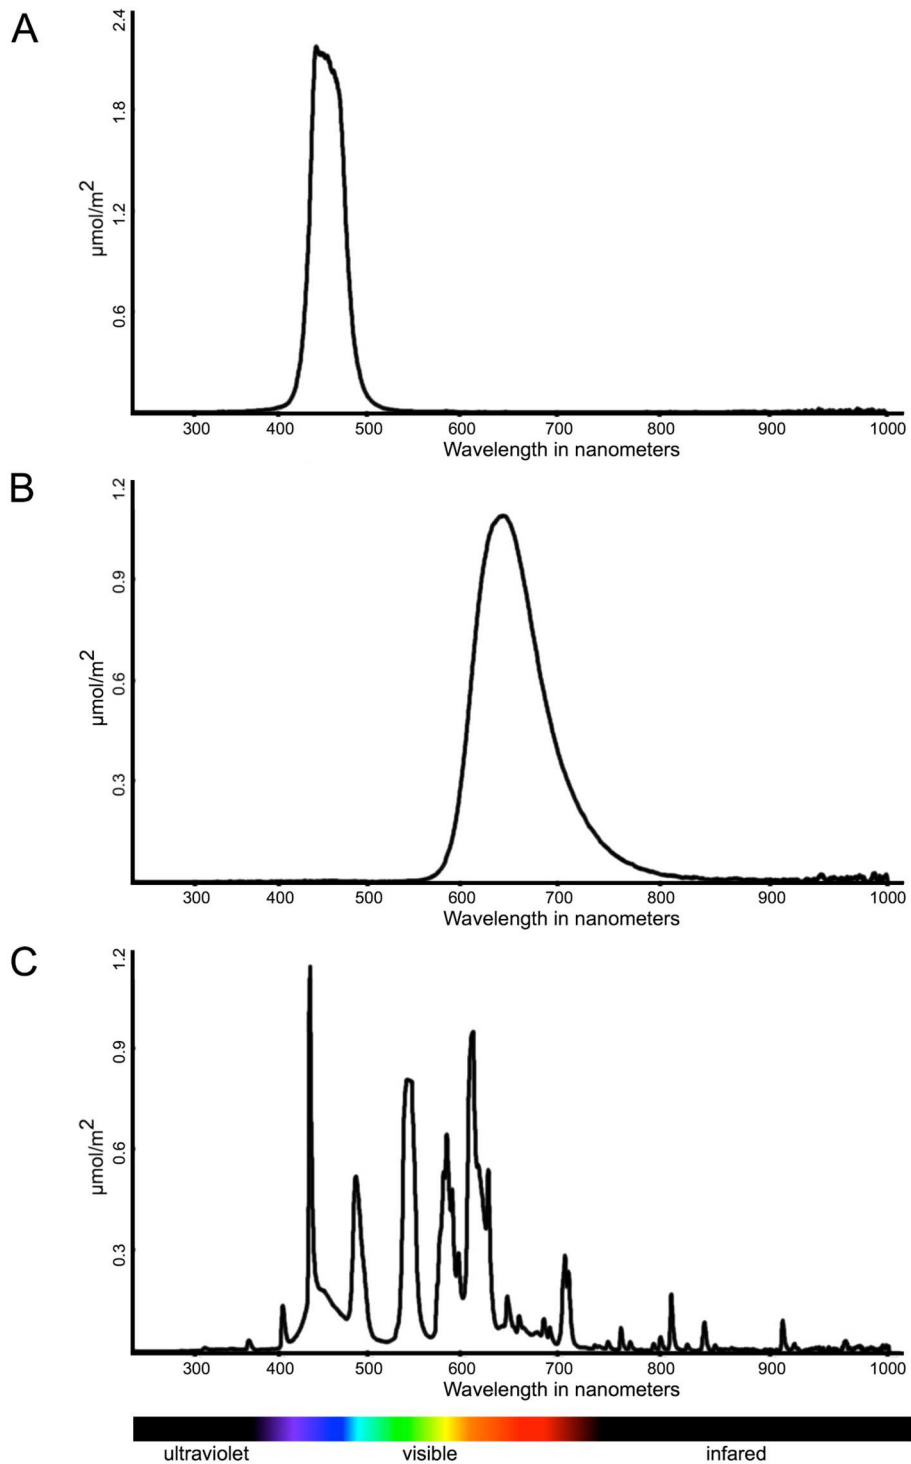 A
2.4
1.8
1.2
0.6
µmol/m2
300 400 500 600 700 800 900 1000
Wavelength in nanometers
B
1.2
0.9
0.6
0.3
µmol/m2
300 400 500 600 700 800 900 1000
Wavelength in nanometers
C
1.2
0.9
0.6
0.3
µmol/m2
300 400 500 600 700 800 900 1000
Wavelength in nanometers
ultraviolet visible infared